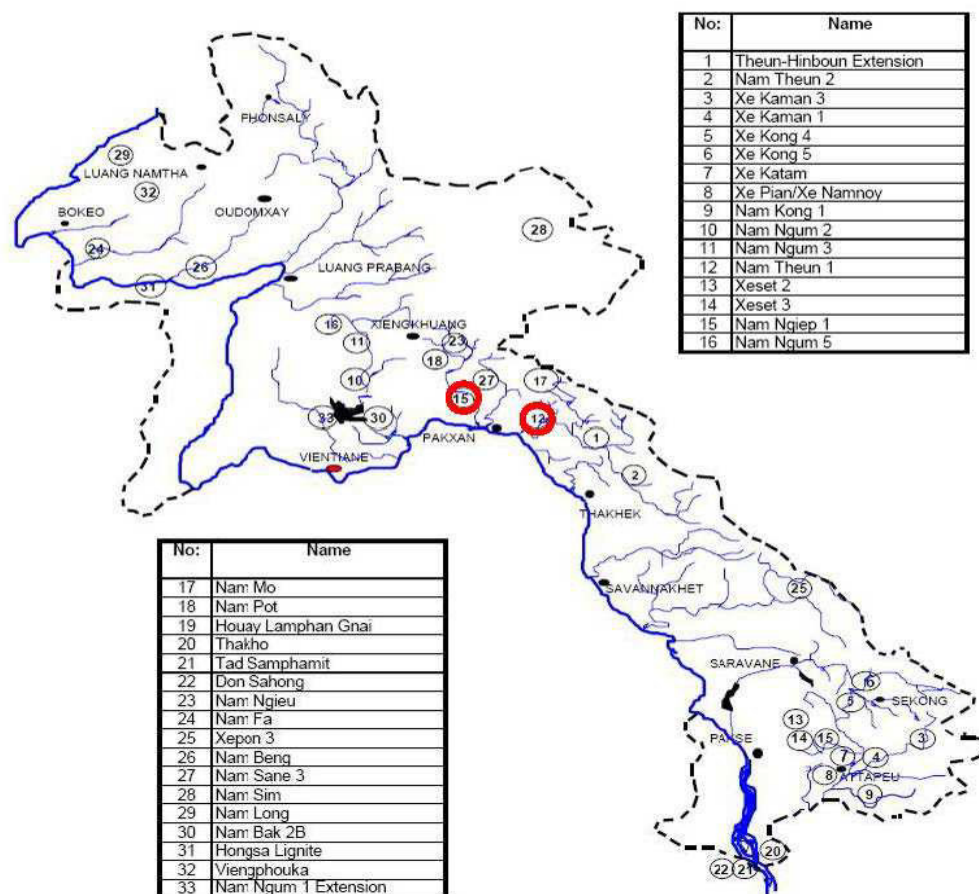 No: Name
1 Theun-Hinboun Extension
2 Nam Theun 2
3 Xe Kaman 3
4 Xe Kaman 1
5 Xe Kong 4
6 Xe Kong 5
7 Xe Katam
8 Xe Pian/Xe Namnoy
9 Nam Kong 1
10 Nam Ngum 2
11 Nam Ngum 3
12 Nam Theun 1
13 Xeset 2
14 Xeset 3
15 Nam Ngiep 1
16 Nam Ngum 5
PHONSALY
29
LUANG NAMTHA
32
BOKEO
OUDOMXAY
28
24
26
LUANG PRABANG
31
16
XIENGKHUANG
11
23
18
10
27
17
15
33
30
12
PAKXAN
1
VIENTIANE
2
THAKHEK
No: Name
17 Nam Mo
18 Nam Pot
19 Houay Lamphan Gnai
20 Thakho
21 Tad Samphamit
22 Don Sahong
23 Nam Ngieu
24 Nam Fa
25 Xepon 3
26 Nam Beng
27 Nam Sane 3
28 Nam Sim
29 Nam Long
30 Nam Bak 2B
31 Hongsa Lignite
32 Viengphouka
33 Nam Ngum 1 Extension
SAVANNAKHET
25
SARAVANE
6
5
SEKONG
13
14
15
3
PAKSE
7
4
8
ATTAPEU
9
20
22
21